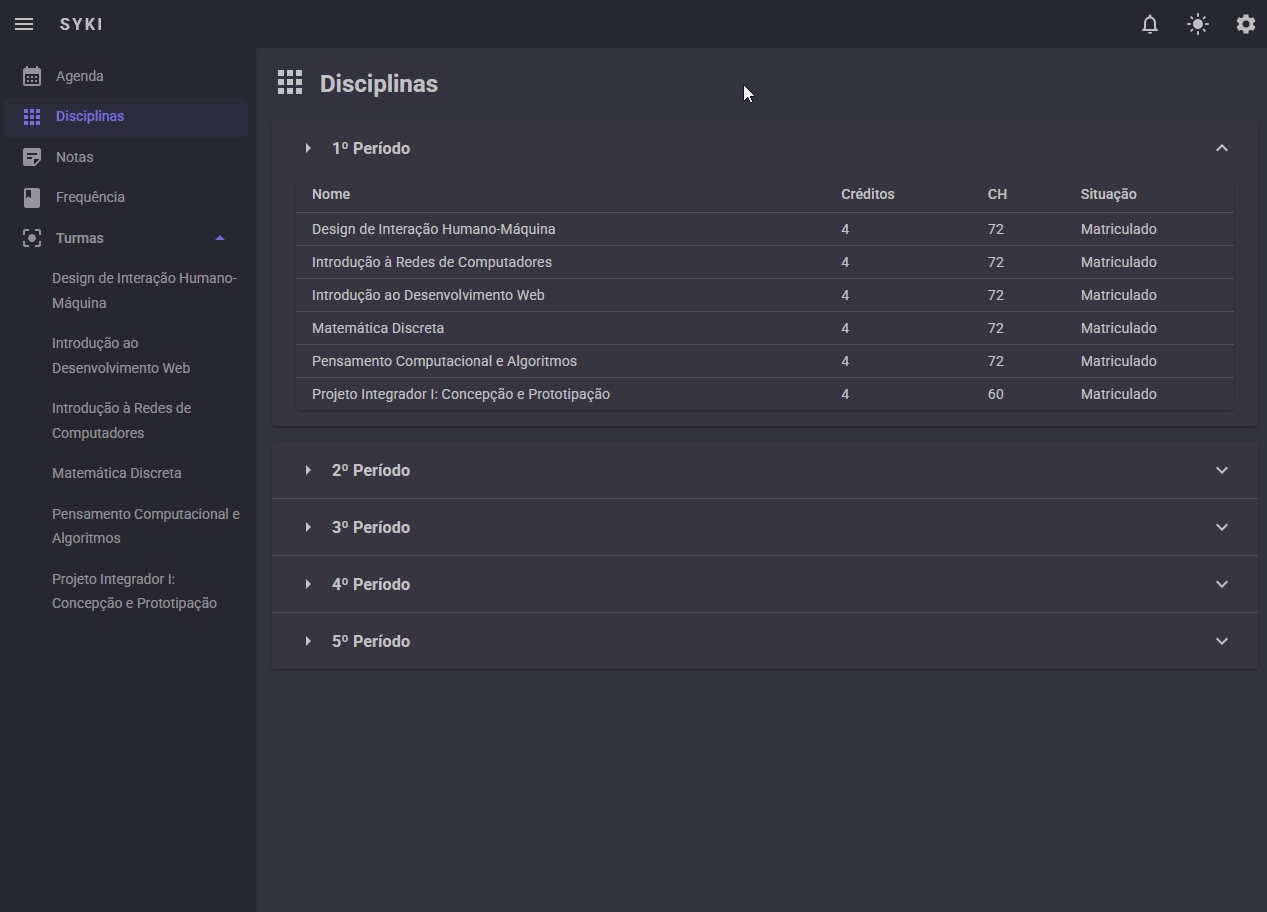 SYKI
Agenda
Disciplinas
Notas
Frequência
Turmas
Design de Interação Humano-
Máquina
Introdução ao
Desenvolvimento Web
Introdução à Redes de
Computadores
Matemática Discreta
Pensamento Computacional e
Algoritmos
Projeto Integrador I:
Concepção e Prototipação
Disciplinas
1º Período
Nome Créditos CH Situação
Design de Interação Humano-Máquina 4 72 Matriculado
Introdução à Redes de Computadores 4 72 Matriculado
Introdução ao Desenvolvimento Web 4 72 Matriculado
Matemática Discreta 4 72 Matriculado
Pensamento Computacional e Algoritmos 4 72 Matriculado
Projeto Integrador I: Concepção e Prototipação 4 60 Matriculado
2º Período
3º Período
4º Período
5º Período